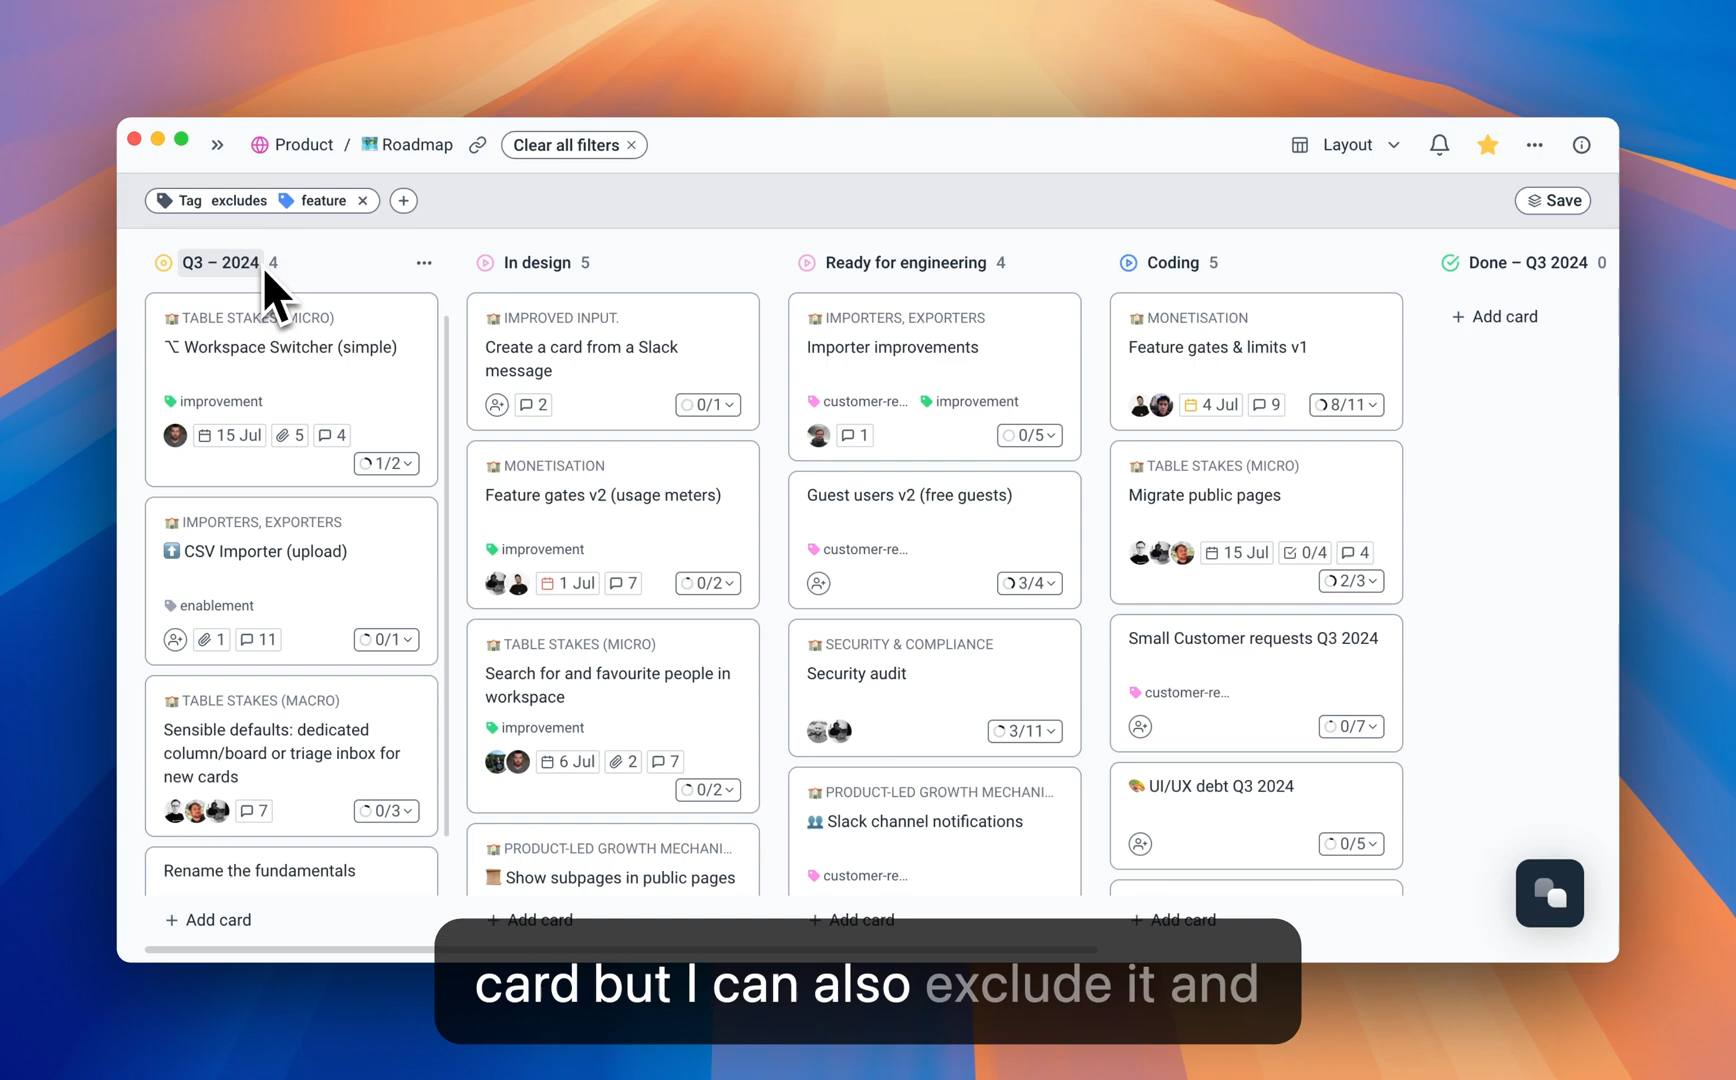 Product / Roadmap
Clear all filters ×
Layout
Tag excludes feature ×
+
Save
Q3 – 2024 4
TABLE STAKES (MICRO)
⌥ Workspace Switcher (simple)
improvement
15 Jul 5 4
1/2
IMPORTERS, EXPORTERS
CSV Importer (upload)
enablement
1 11 0/1
TABLE STAKES (MACRO)
Sensible defaults: dedicated
column/board or triage inbox for
new cards
7 0/3
Rename the fundamentals
+ Add card
In design 5
IMPROVED INPUT.
Create a card from a Slack
message
2 0/1
MONETISATION
Feature gates v2 (usage meters)
improvement
1 Jul 7 0/2
TABLE STAKES (MICRO)
Search for and favourite people in
workspace
improvement
6 Jul 2 7
0/2
PRODUCT-LED GROWTH MECHANI...
Show subpages in public pages
+ Add card
Ready for engineering 4
IMPORTERS, EXPORTERS
Importer improvements
customer-re... improvement
1 0/5
Guest users v2 (free guests)
customer-re...
3/4
SECURITY & COMPLIANCE
Security audit
3/11
PRODUCT-LED GROWTH MECHANI...
Slack channel notifications
customer-re...
+ Add card
Coding 5
MONETISATION
Feature gates & limits v1
4 Jul 9 8/11
TABLE STAKES (MICRO)
Migrate public pages
15 Jul 0/4 4
2/3
Small Customer requests Q3 2024
customer-re...
0/7
UI/UX debt Q3 2024
0/5
+ Add card
Done – Q3 2024 0
+ Add card
card but I can also exclude it and